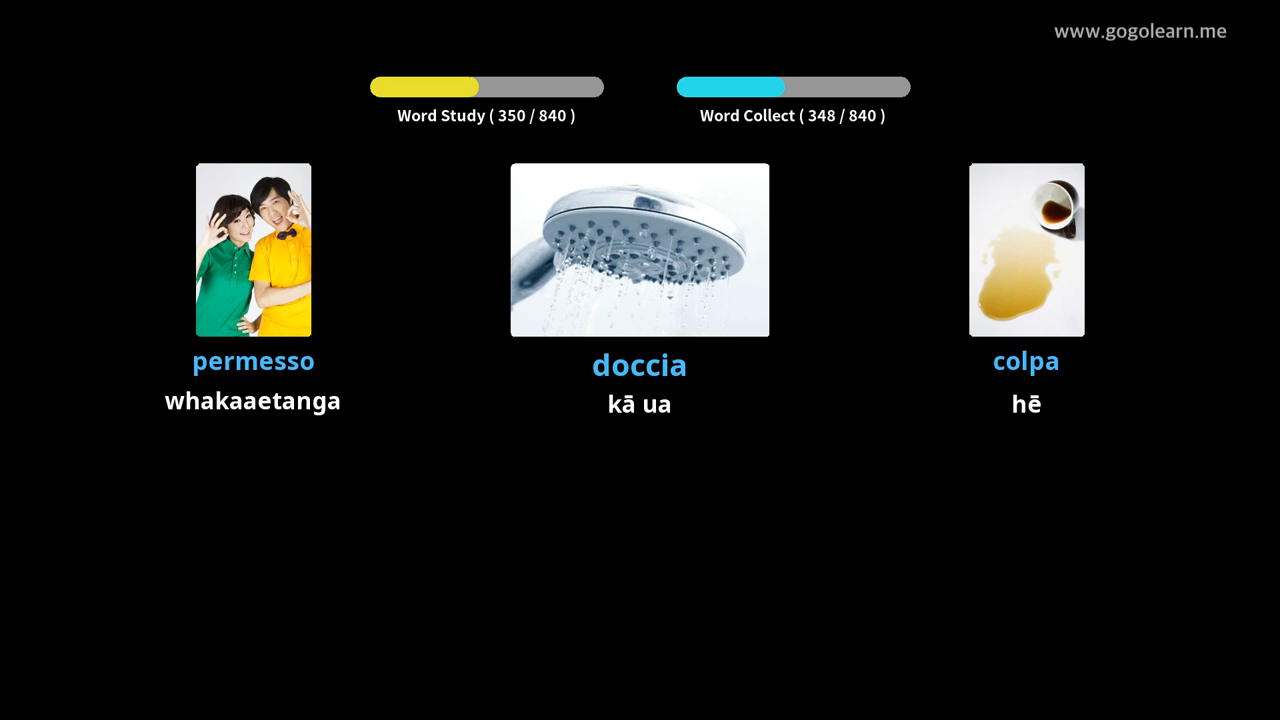 www.gogolearn.me
Word Study ( 350 / 840 )
Word Collect ( 348 / 840 )
permesso
whakaaetanga
doccia
kā ua
colpa
hē